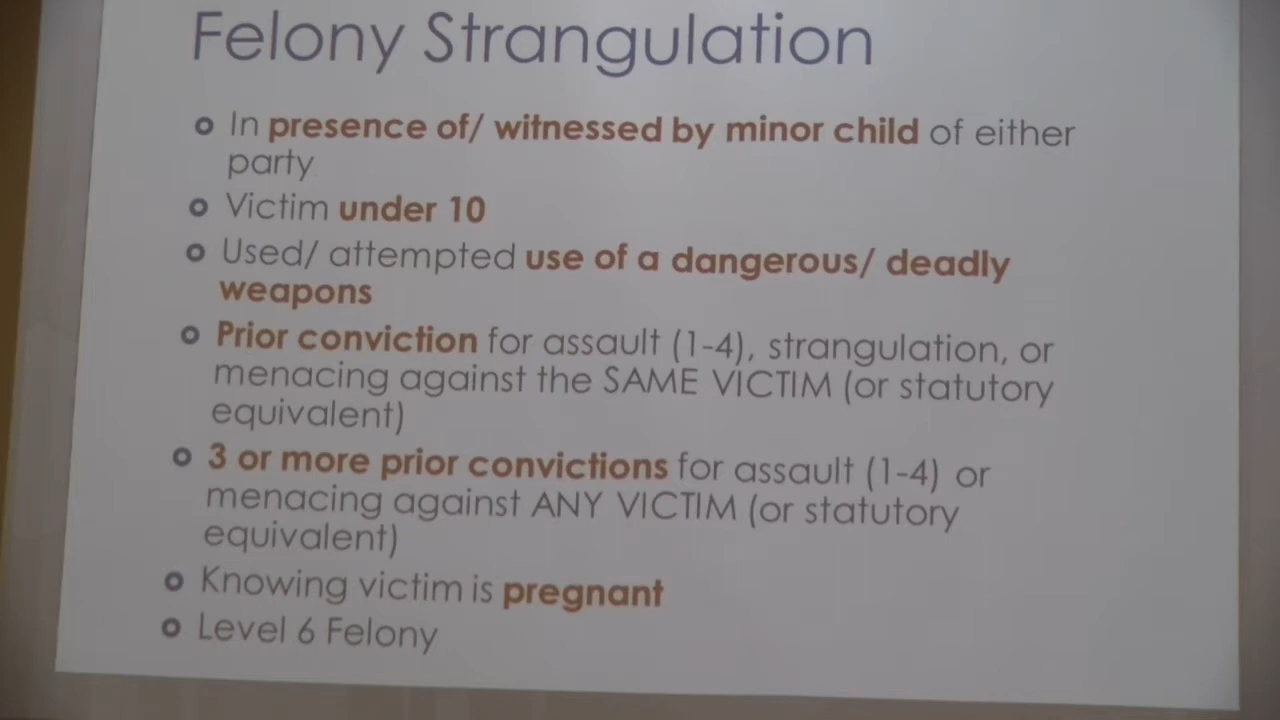 Felony Strangulation
In presence of/ witnessed by minor child of either
party
Victim under 10
Used/ attempted use of a dangerous/ deadly
weapons
Prior conviction for assault (1-4), strangulation, or
menacing against the SAME VICTIM (or statutory
equivalent)
3 or more prior convictions for assault (1-4) or
menacing against ANY VICTIM (or statutory
equivalent)
Knowing victim is pregnant
Level 6 Felony